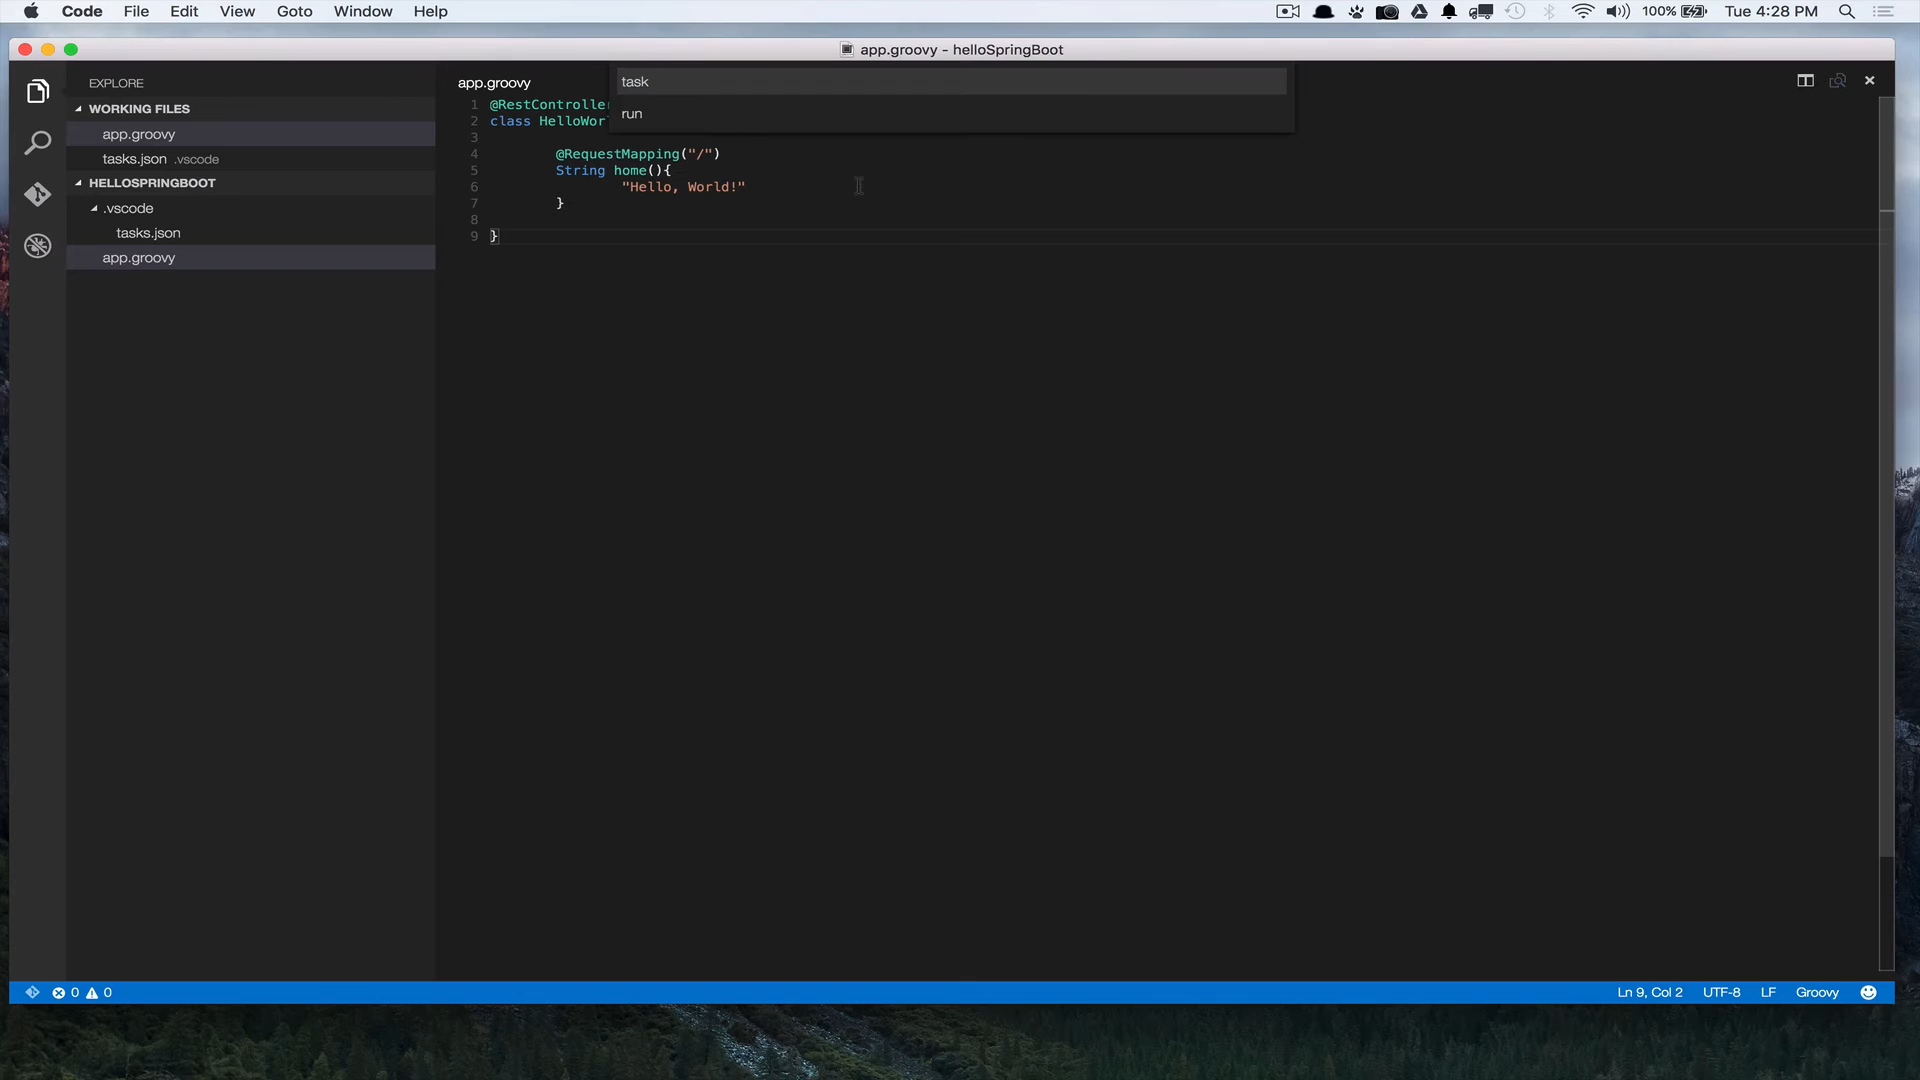 Code File Edit View Goto Window Help
100% Tue 4:28 PM
app.groovy - helloSpringBoot
EXPLORE
WORKING FILES
app.groovy
tasks.json .vscode
HELLOSPRINGBOOT
.vscode
tasks.json
app.groovy
app.groovy
task
run
1 @RestController
2 class HelloWor
3
4 @RequestMapping("/")
5 String home(){
6 "Hello, World!"
7 }
8
9 }
0 0
Ln 9, Col 2 UTF-8 LF Groovy